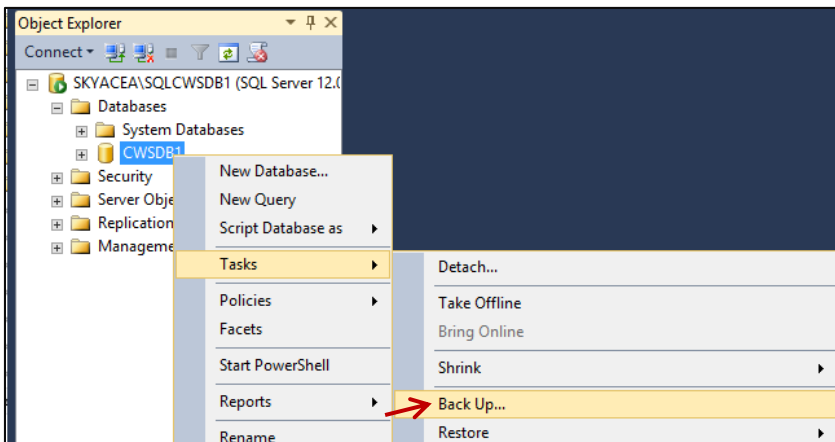 Object Explorer
Connect
SKYACEA\SQLCWSDB1 (SQL Server 12.0
Databases
System Databases
CWSDB1
Security
Server Obje
Replication
Manageme
New Database...
New Query
Script Database as
Tasks
Policies
Facets
Start PowerShell
Reports
Rename
Detach...
Take Offline
Bring Online
Shrink
Back Up...
Restore